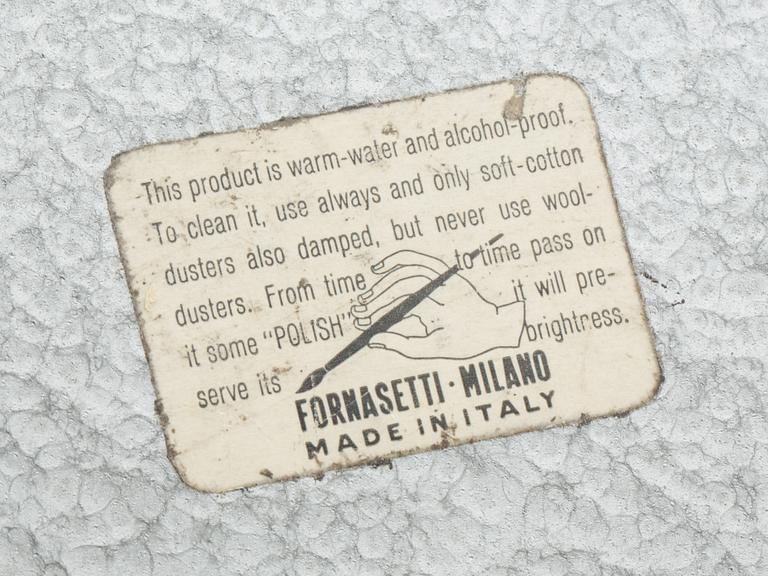 This product is warm-water and alcohol-proof.
To clean it, use always and only soft-cotton
dusters also damped, but never use wool-
dusters. From time to time pass on
it some "POLISH" it will pre-
serve its brightness.
FORNASETTI · MILANO
MADE IN ITALY